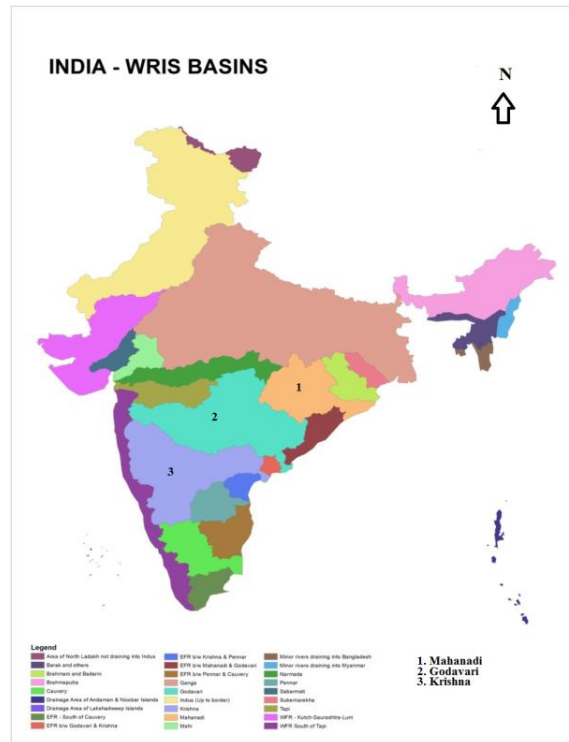 INDIA - WRIS BASINS
N
1
2
3
Legend
Area of North Ladakh not draining into Indus
Barak and others
Brahmani and Baitarni
Brahmaputra
Cauvery
Drainage Area of Andaman & Nicobar Islands
Drainage Area of Lakshadweep Islands
EFR - South of Cauvery
EFR b/w Godavari & Krishna
EFR b/w Krishna & Pennar
EFR b/w Mahanadi & Godavari
EFR b/w Pennar & Cauvery
Ganga
Godavari
Indus (Up to border)
Krishna
Mahanadi
Mahi
Minor rivers draining into Bangladesh
Minor rivers draining into Myanmar
Narmada
Pennar
Sabarmati
Subernarekha
Tapi
WFR - Kutch-Saurashtra-Luni
WFR South of Tapi
1. Mahanadi
2. Godavari
3. Krishna